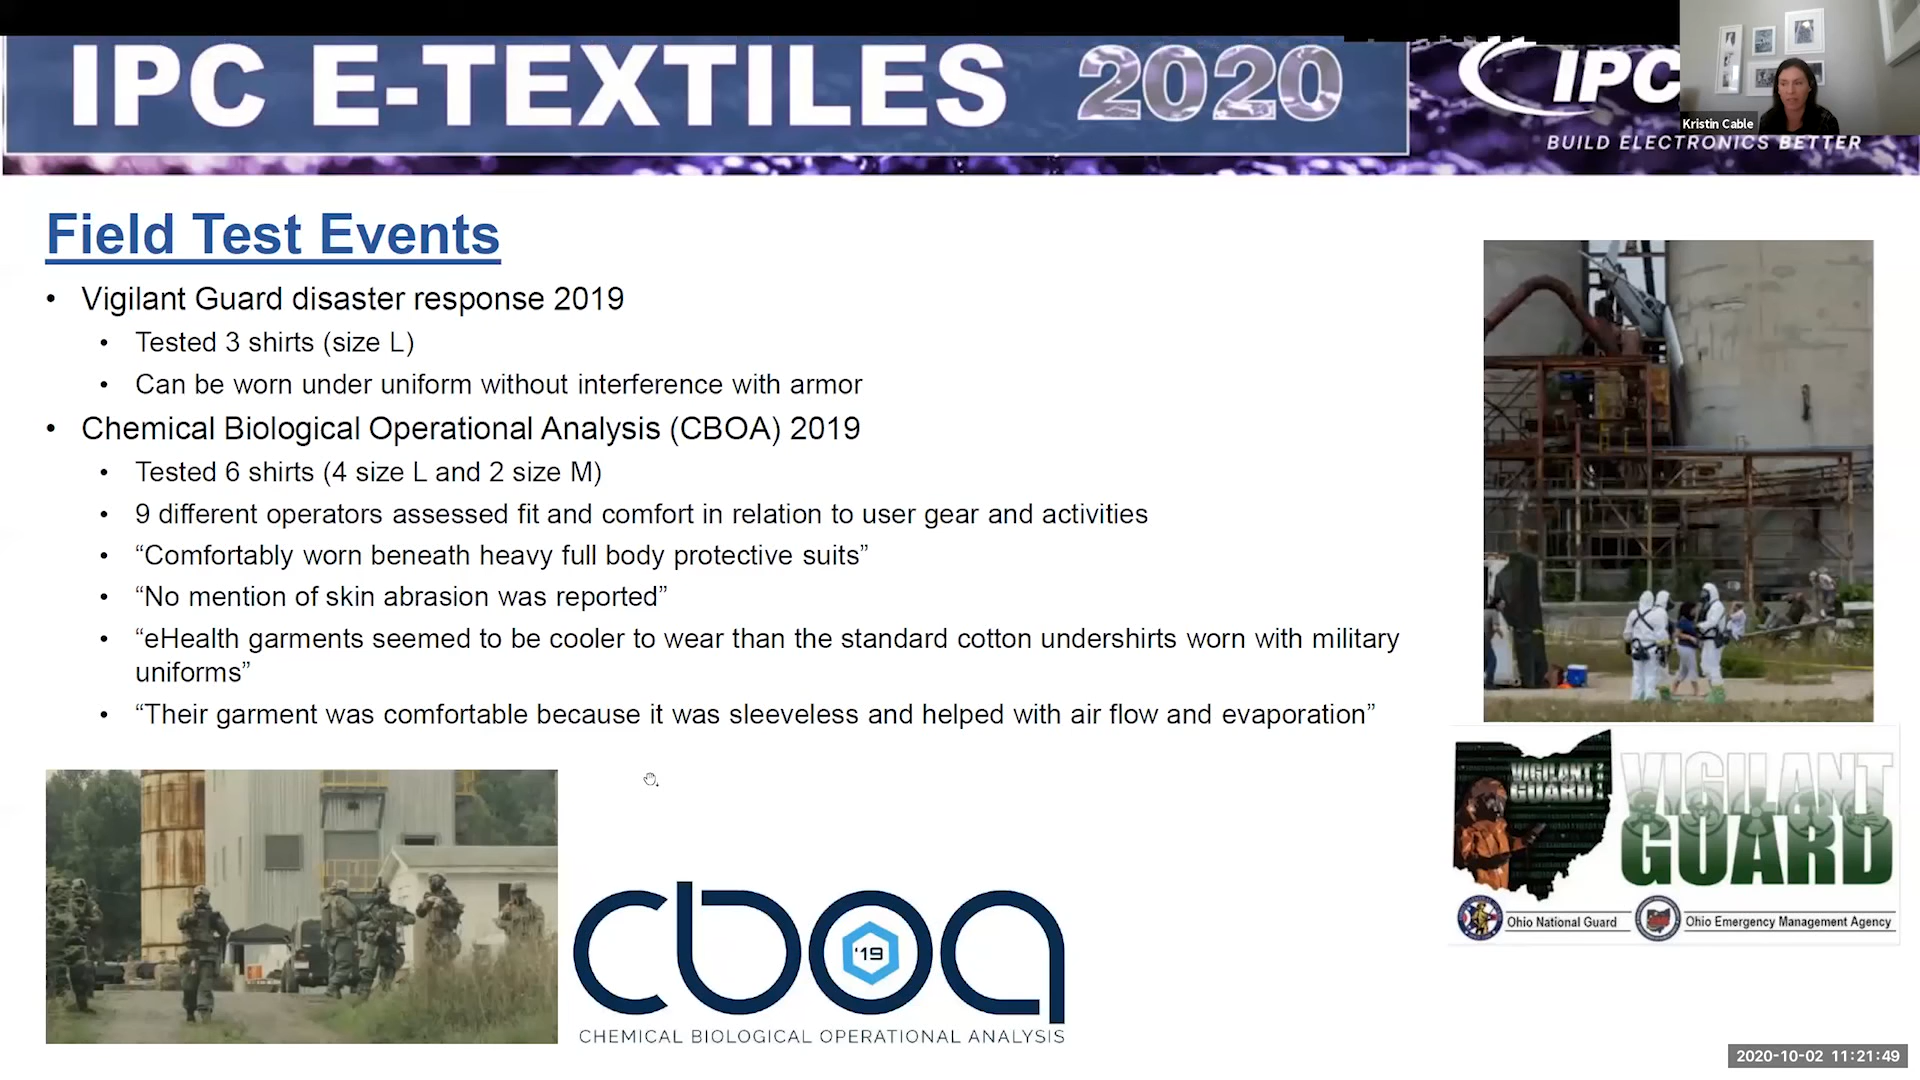 IPC E-TEXTILES 2020
IPC
BUILD ELECTRONICS BETTER
Kristin Cable
Field Test Events
• Vigilant Guard disaster response 2019
• Tested 3 shirts (size L)
• Can be worn under uniform without interference with armor
• Chemical Biological Operational Analysis (CBOA) 2019
• Tested 6 shirts (4 size L and 2 size M)
• 9 different operators assessed fit and comfort in relation to user gear and activities
• “Comfortably worn beneath heavy full body protective suits”
• “No mention of skin abrasion was reported”
• “eHealth garments seemed to be cooler to wear than the standard cotton undershirts worn with military
uniforms”
• “Their garment was comfortable because it was sleeveless and helped with air flow and evaporation”
VIGILANT
GUARD
VIGILANT
GUARD
Ohio National Guard
Ohio Emergency Management Agency
cboa
'19
CHEMICAL BIOLOGICAL OPERATIONAL ANALYSIS
2020-10-02 11:21:49